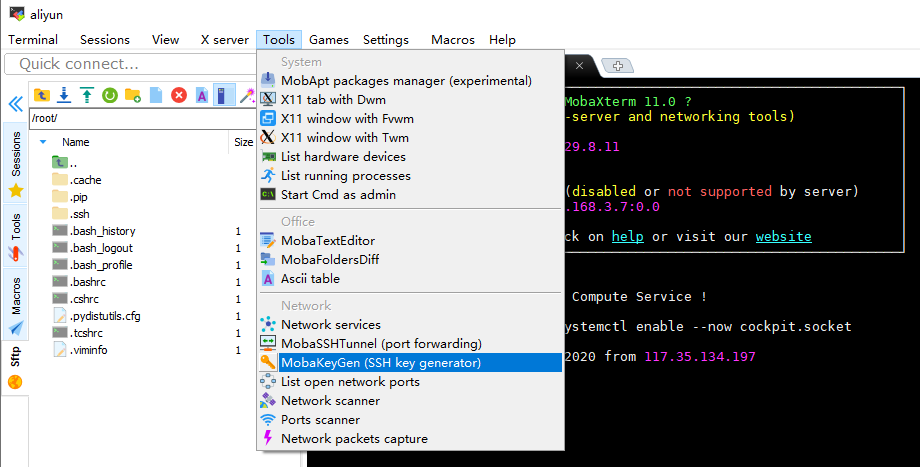 aliyun
Terminal Sessions View X server Tools Games Settings Macros Help
Quick connect...
/root/
Name Size
..
.cache
.pip
.ssh
.bash_history 1
.bash_logout 1
.bash_profile 1
.bashrc 1
.cshrc 1
.pydistutils.cfg 1
.tcshrc 1
.viminfo 1
Sessions
Tools
Macros
Sftp
System
MobApt packages manager (experimental)
X11 tab with Dwm
X11 window with Fvwm
X11 window with Twm
List hardware devices
List running processes
Start Cmd as admin
Office
MobaTextEditor
MobaFoldersDiff
Ascii table
Network
Network services
MobaSSHTunnel (port forwarding)
MobaKeyGen (SSH key generator)
List open network ports
Network scanner
Ports scanner
Network packets capture
MobaXterm 11.0 ?
-server and networking tools)
29.8.11
(disabled or not supported by server)
.168.3.7:0.0
ck on help or visit our website
Compute Service !
ystemctl enable --now cockpit.socket
2020 from 117.35.134.197